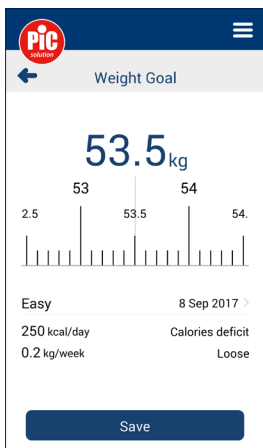 PiC
solution
Weight Goal
53.5kg
53 54
2.5 53.5 54.
Easy 8 Sep 2017 >
250 kcal/day Calories deficit
0.2 kg/week Loose
Save